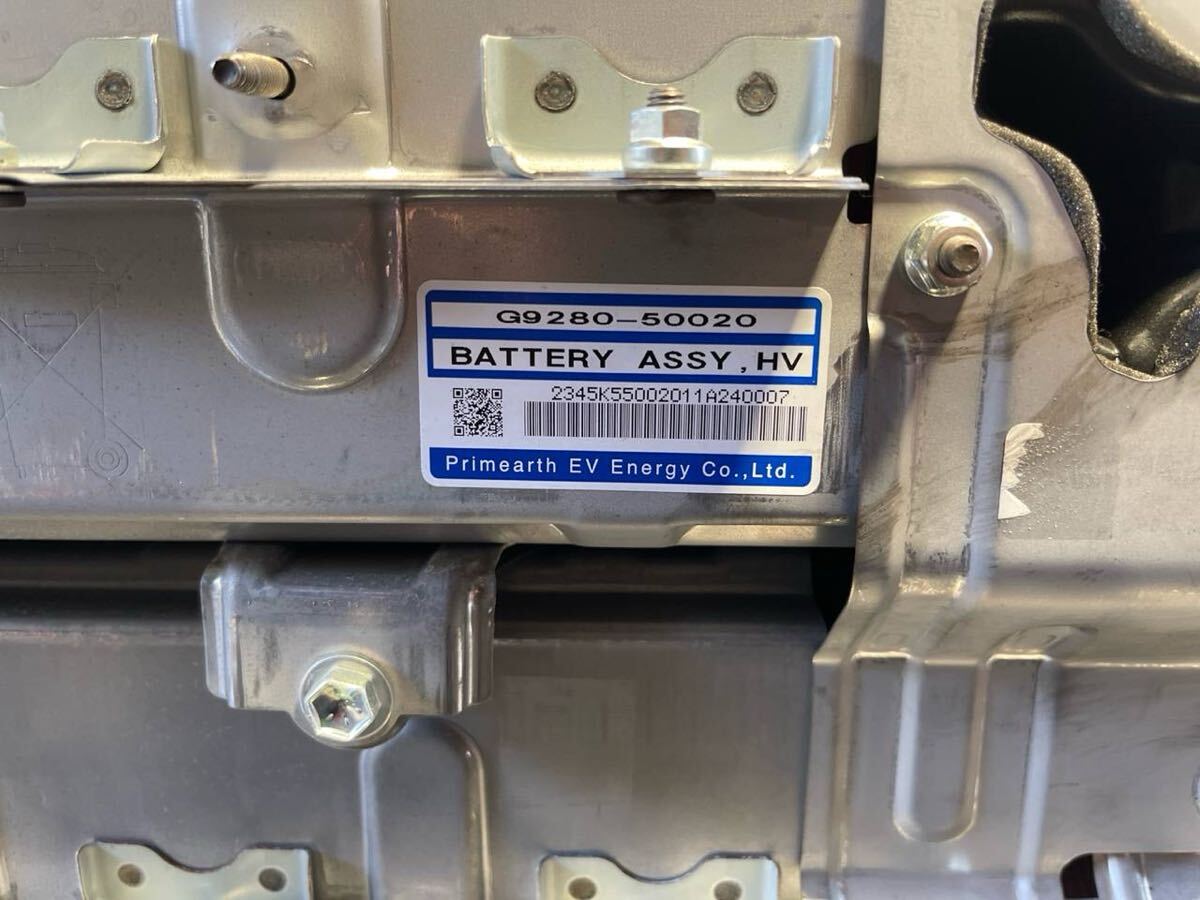 G9280-50020
BATTERY ASSY, HV
2345K55002011A240007
Primearth EV Energy Co.,Ltd.